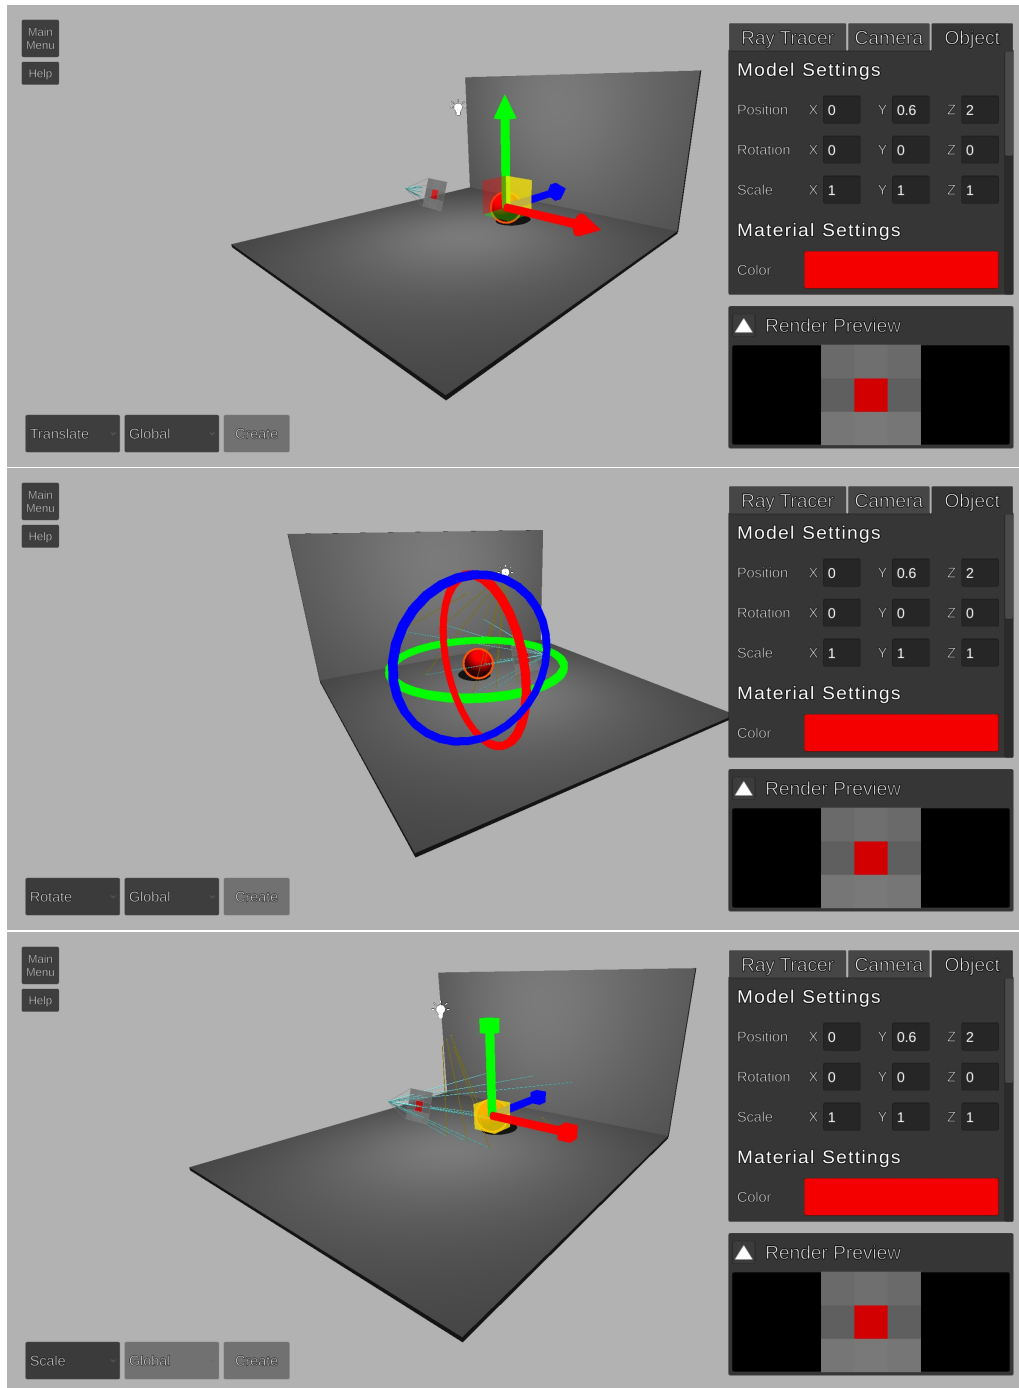 Main
Menu
Help
Ray Tracer Camera Object
Model Settings
Position X 0 Y 0.6 Z 2
Rotation X 0 Y 0 Z 0
Scale X 1 Y 1 Z 1
Material Settings
Color
Render Preview
Translate Global Create
Main
Menu
Help
Ray Tracer Camera Object
Model Settings
Position X 0 Y 0.6 Z 2
Rotation X 0 Y 0 Z 0
Scale X 1 Y 1 Z 1
Material Settings
Color
Render Preview
Rotate Global Create
Main
Menu
Help
Ray Tracer Camera Object
Model Settings
Position X 0 Y 0.6 Z 2
Rotation X 0 Y 0 Z 0
Scale X 1 Y 1 Z 1
Material Settings
Color
Render Preview
Scale Global Create